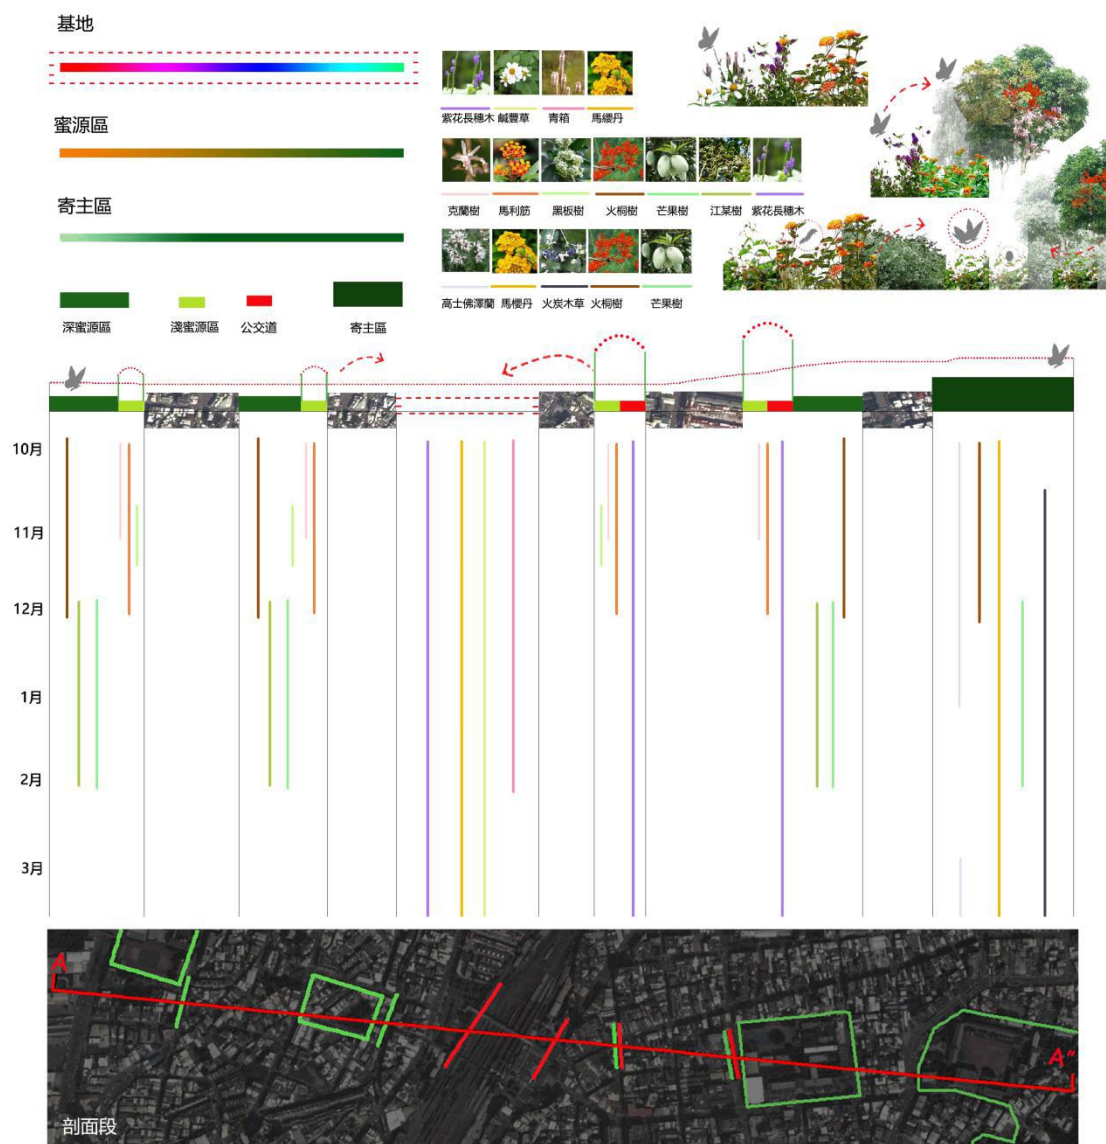 基地
蜜源區
寄主區
深蜜源區
淺蜜源區
公交道
寄主區
紫花長穗木
鹹豐草
青箱
馬纓丹
克蘭樹
馬利筋
黑板樹
火桐樹
芒果樹
江某樹
紫花長穗木
高士佛澤蘭
馬櫻丹
火炭木草
火桐樹
芒果樹
10月
11月
12月
1月
2月
3月
A
A"
剖面段